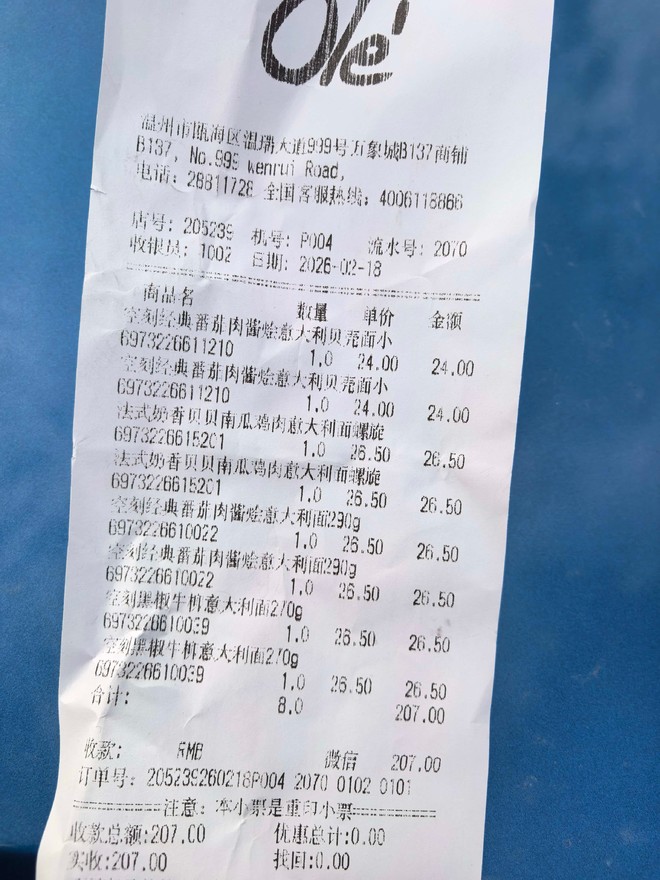 Olé
温州市瓯海区温瑞大道999号万象城B137商铺
B137, No.999 Wenrui Road,
电话: 28811728 全国客服热线: 4006118866
店号: 205239 机号: P004 流水号: 2070
收银员: 1002 日期: 2026-02-18
商品名 数量 单价 金额
空刻经典番茄肉酱烩意大利贝壳面小
6973226611210 1.0 24.00 24.00
空刻经典番茄肉酱烩意大利贝壳面小
6973226611210 1.0 24.00 24.00
法式奶香贝贝南瓜鸡肉意大利面螺旋
6973226615201 1.0 26.50 26.50
法式奶香贝贝南瓜鸡肉意大利面螺旋
6973226615201 1.0 26.50 26.50
空刻经典番茄肉酱烩意大利面290g
6973226610022 1.0 26.50 26.50
空刻经典番茄肉酱烩意大利面290g
6973226610022 1.0 26.50 26.50
空刻黑椒牛柳意大利面270g
6973226610039 1.0 26.50 26.50
空刻黑椒牛柳意大利面270g
6973226610039 1.0 26.50 26.50
合计: 8.0 207.00
收款: RMB 微信 207.00
订单号: 205239260218P004 2070 0102 0101
注意: 本小票是重印小票
收款总额:207.00 优惠总计:0.00
实收:207.00 找回:0.00